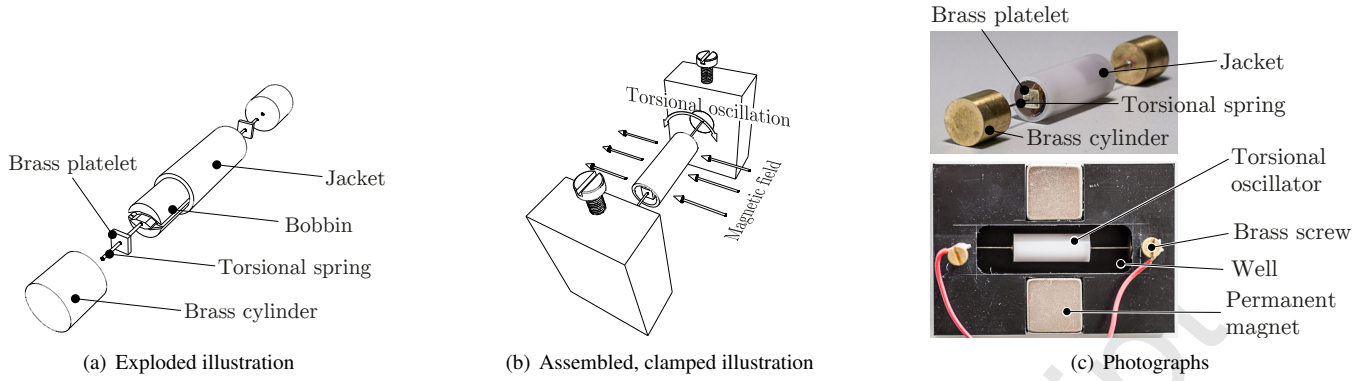 Brass platelet
Jacket
Bobbin
Torsional spring
Brass cylinder
(a) Exploded illustration
Torsional oscillation
Magnetic field
(b) Assembled, clamped illustration
Brass platelet
Jacket
Torsional spring
Brass cylinder
Torsional
oscillator
Brass screw
Well
Permanent
magnet
(c) Photographs